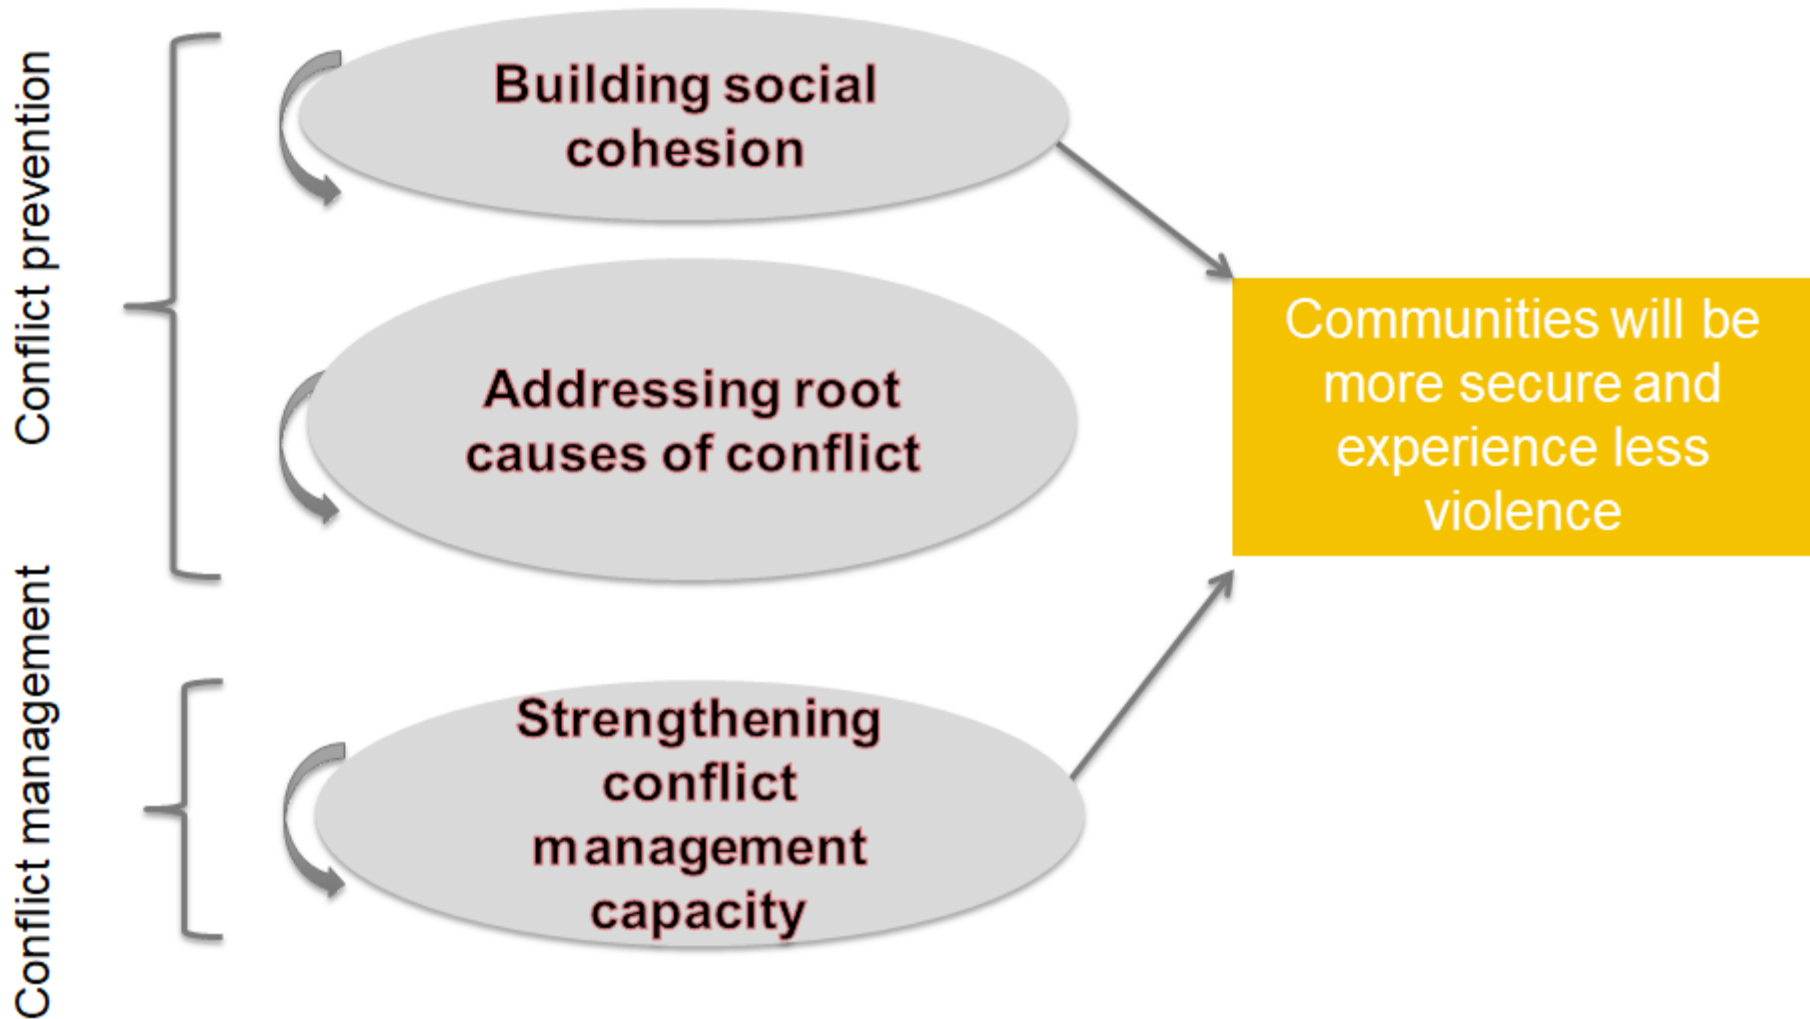 Conflict prevention
Building social
cohesion
Addressing root
causes of conflict
Communities will be
more secure and
experience less
violence
Conflict management
Strengthening
conflict
management
capacity